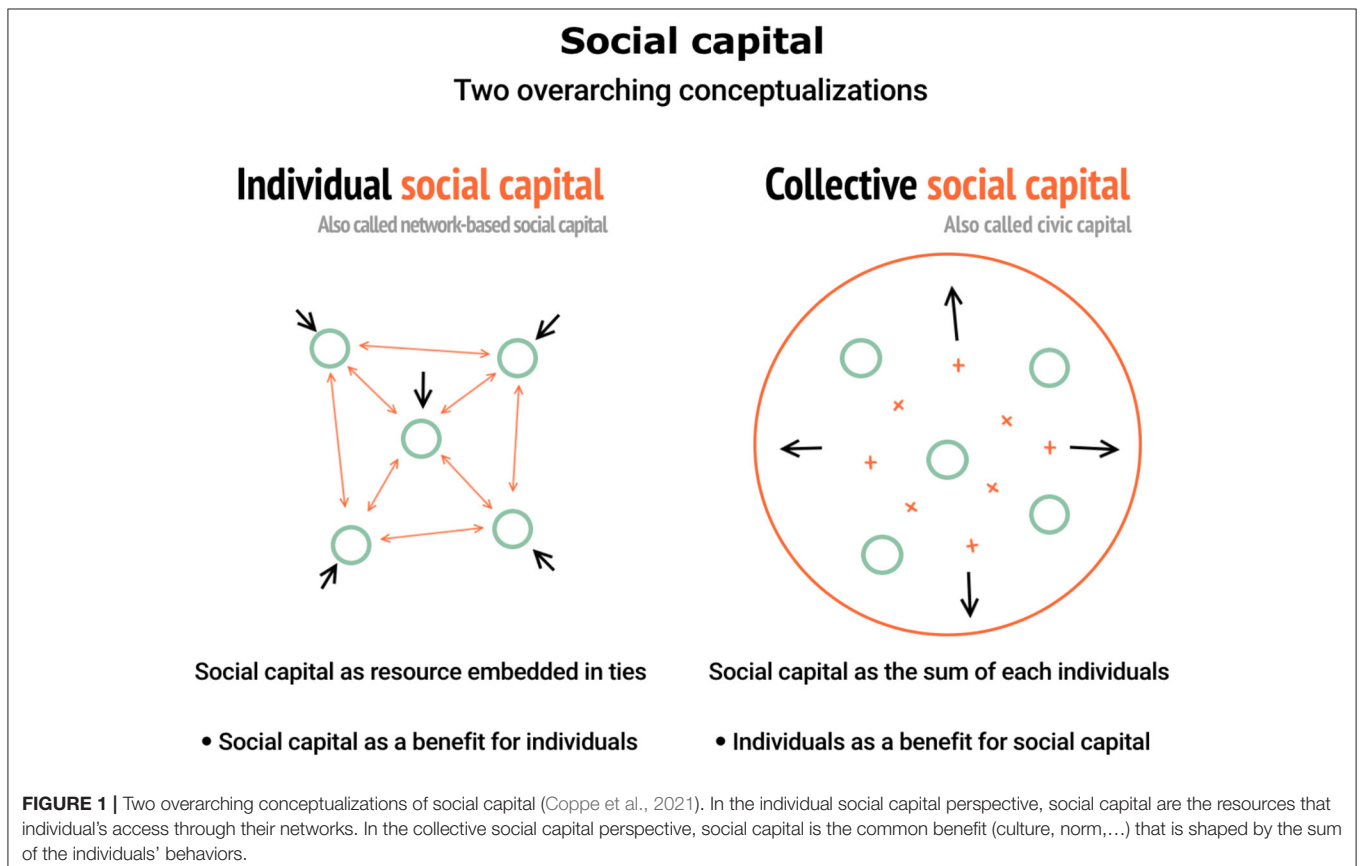 Social capital
Two overarching conceptualizations
Individual social capital
Also called network-based social capital
Collective social capital
Also called civic capital
Social capital as resource embedded in ties
• Social capital as a benefit for individuals
Social capital as the sum of each individuals
• Individuals as a benefit for social capital
FIGURE 1 | Two overarching conceptualizations of social capital (Coppe et al., 2021). In the individual social capital perspective, social capital are the resources that
individual's access through their networks. In the collective social capital perspective, social capital is the common benefit (culture, norm,…) that is shaped by the sum
of the individuals' behaviors.